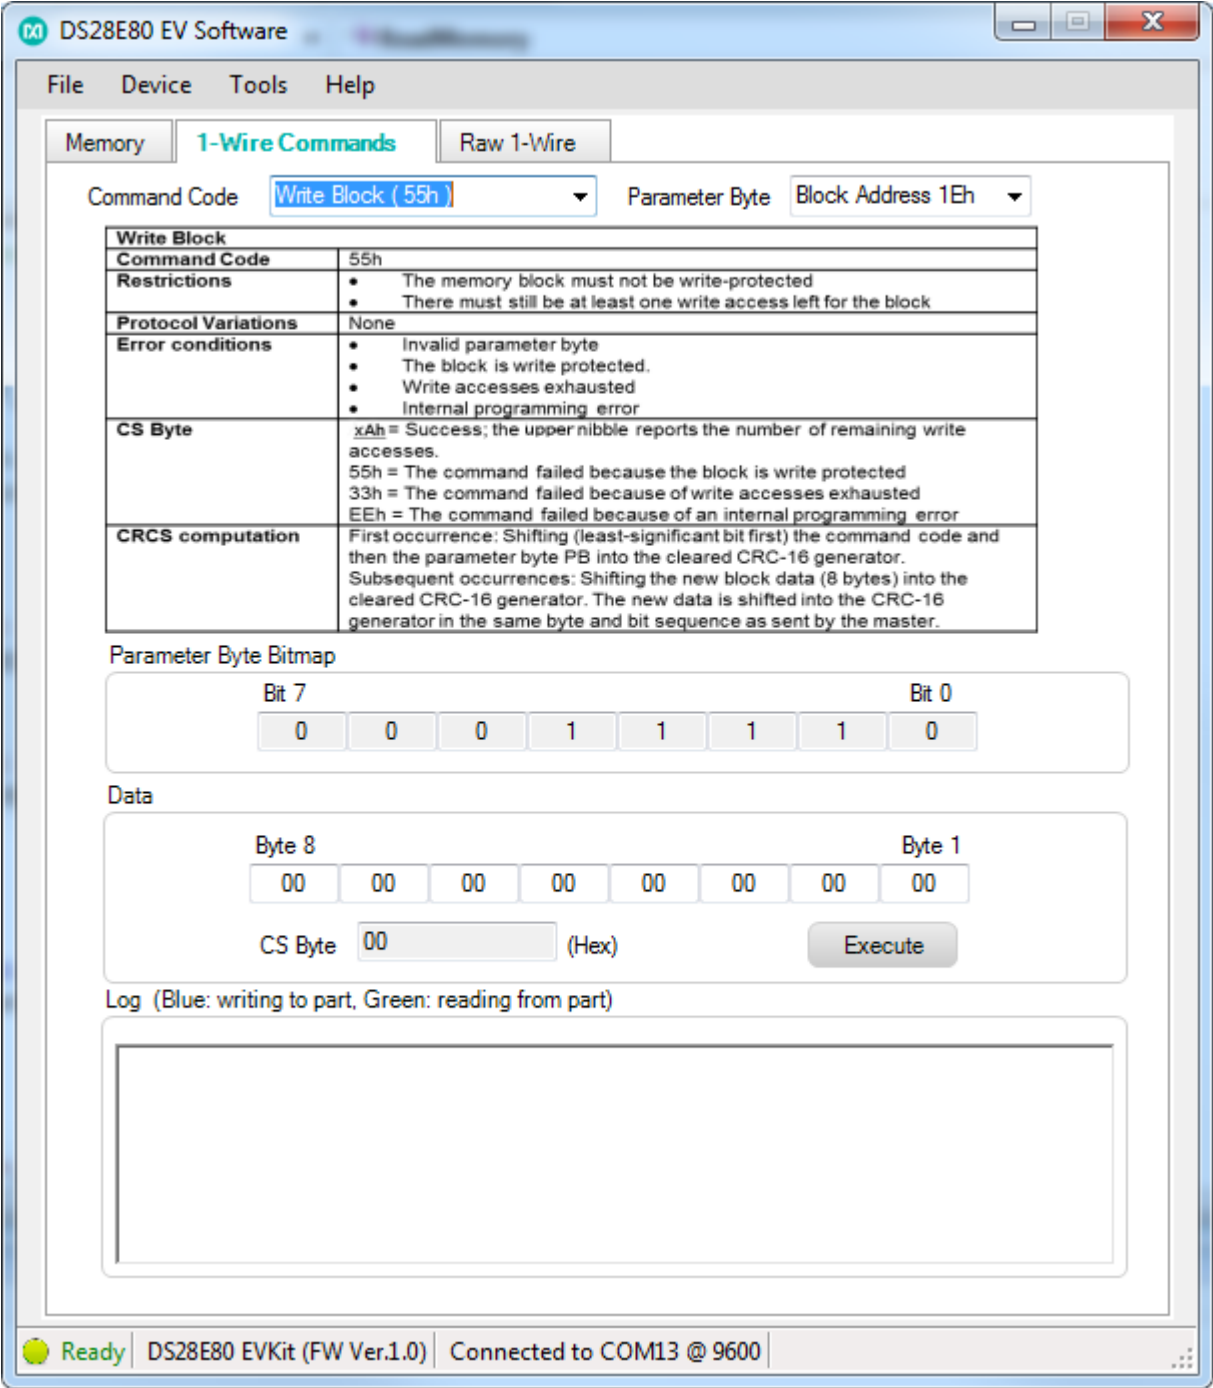 DS28E80 EV Software
File Device Tools Help
Memory 1-Wire Commands Raw 1-Wire
Command Code Write Block ( 55h ) Parameter Byte Block Address 1Eh
Write Block
Command Code 55h
Restrictions • The memory block must not be write-protected
• There must still be at least one write access left for the block
Protocol Variations None
Error conditions • Invalid parameter byte
• The block is write protected.
• Write accesses exhausted
• Internal programming error
CS Byte xAh = Success; the upper nibble reports the number of remaining write
accesses.
55h = The command failed because the block is write protected
33h = The command failed because of write accesses exhausted
EEh = The command failed because of an internal programming error
CRCS computation First occurrence: Shifting (least-significant bit first) the command code and
then the parameter byte PB into the cleared CRC-16 generator.
Subsequent occurrences: Shifting the new block data (8 bytes) into the
cleared CRC-16 generator. The new data is shifted into the CRC-16
generator in the same byte and bit sequence as sent by the master.
Parameter Byte Bitmap
Bit 7 Bit 0
0 0 0 1 1 1 1 0
Data
Byte 8 Byte 1
00 00 00 00 00 00 00 00
CS Byte 00 (Hex) Execute
Log (Blue: writing to part, Green: reading from part)
Ready DS28E80 EVKit (FW Ver.1.0) Connected to COM13 @ 9600